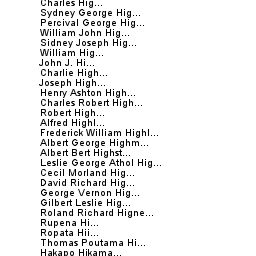 Charles Hig...
Sydney George Hig...
Percival George Hig...
William John Hig...
Sidney Joseph Hig...
William Hig...
John J. Hi...
Charlie High...
Joseph High...
Henry Ashton High...
Charles Robert High...
Robert High...
Alfred Highl...
Frederick William Highl...
Albert George Highm...
Albert Bert Highst...
Leslie George Athol Hig...
Cecil Morland Hig...
David Richard Hig...
George Vernon Hig...
Gilbert Leslie Hig...
Roland Richard Higne...
Rupena Hi...
Ropata Hii...
Thomas Poutama Hi...
Hakapo Hikama...